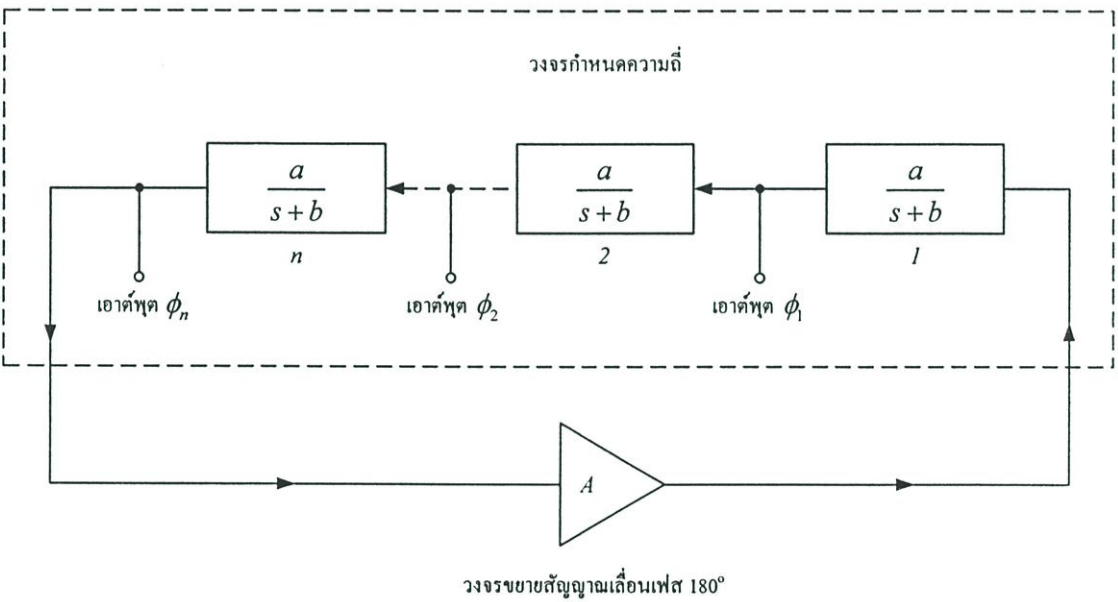 วงจรกำหนดความถี่
a a a
s+b s+b s+b
n 2 1
เอาต์พุต ϕn เอาต์พุต ϕ2 เอาต์พุต ϕ1
A
วงจรขยายสัญญาณเลื่อนเฟส 180°